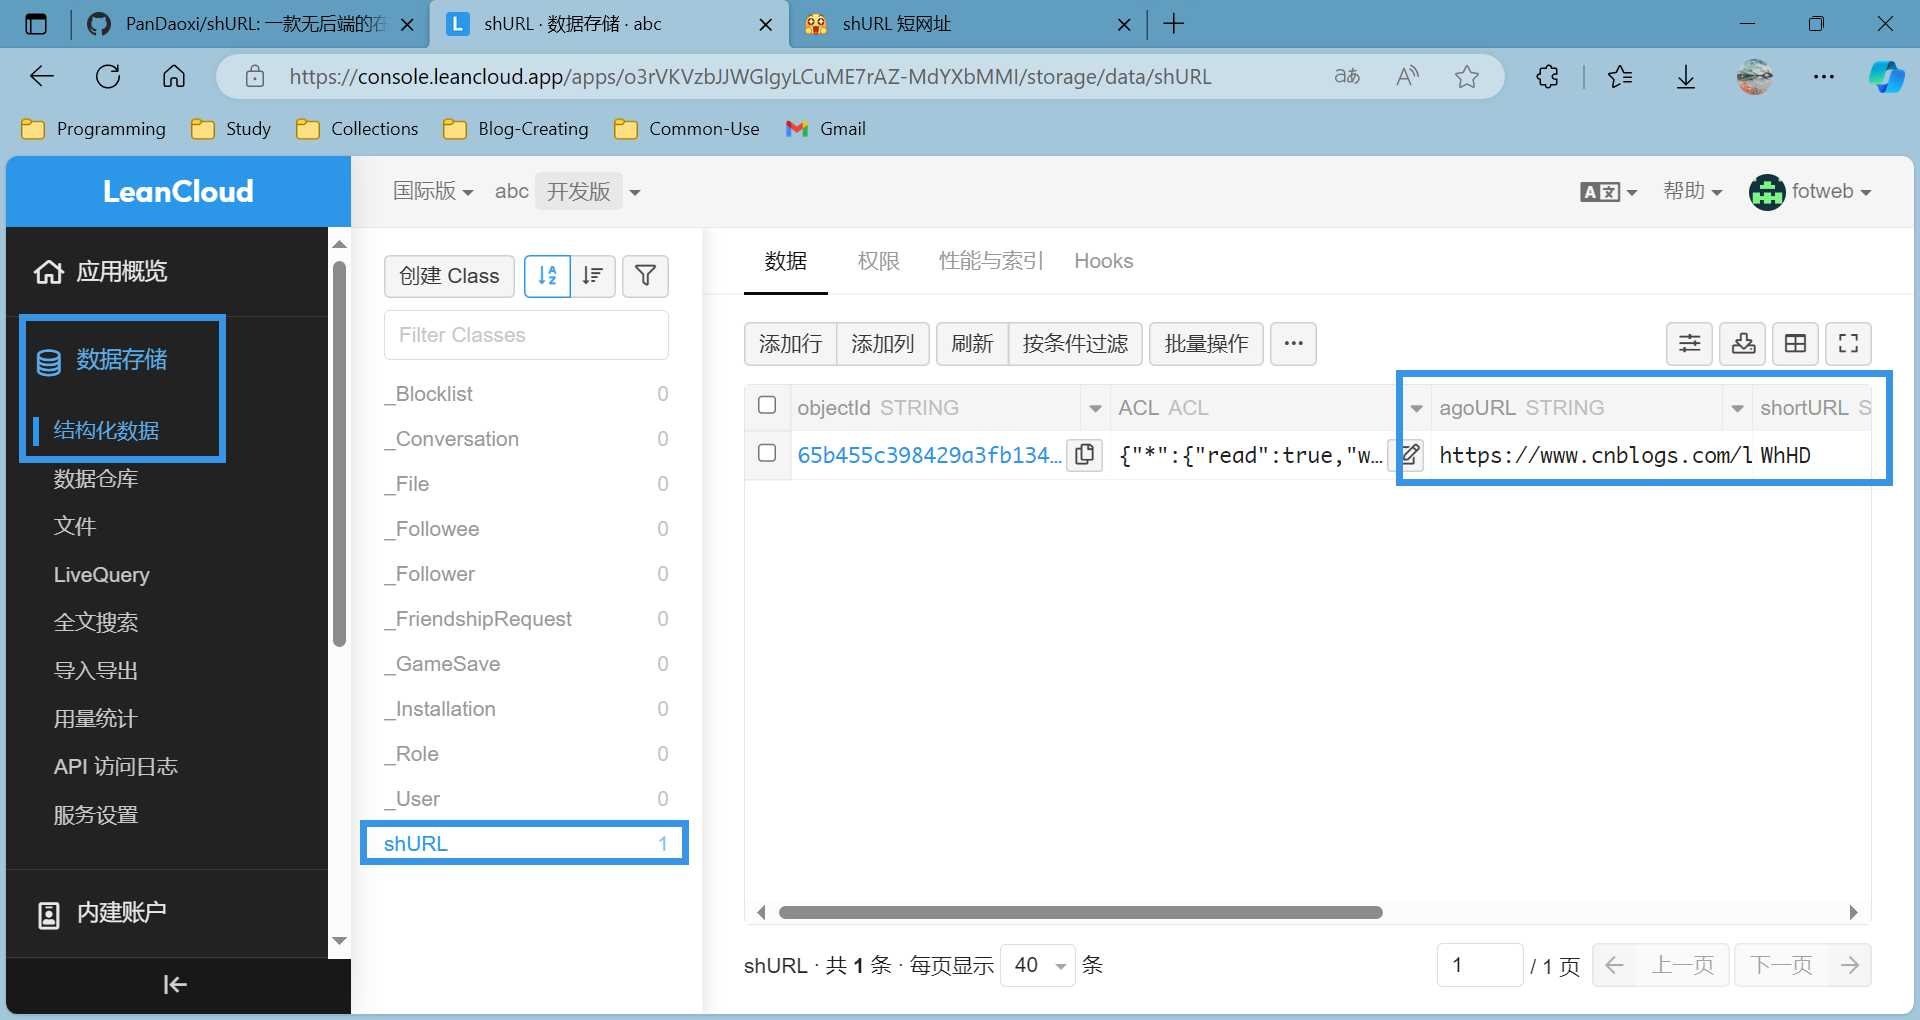 PanDaoxi/shURL: 一款无后端的在
shURL · 数据存储 · abc
shURL 短网址
https://console.leancloud.app/apps/o3rVKVzbJJWGlgyLCuME7rAZ-MdYXbMMI/storage/data/shURL
Programming
Study
Collections
Blog-Creating
Common-Use
Gmail
LeanCloud
国际版
abc
开发版
帮助
fotweb
应用概览
数据存储
结构化数据
数据仓库
文件
LiveQuery
全文搜索
导入导出
用量统计
API 访问日志
服务设置
内建账户
创建 Class
Filter Classes
_Blocklist 0
_Conversation 0
_File 0
_Followee 0
_Follower 0
_FriendshipRequest 0
_GameSave 0
_Installation 0
_Role 0
_User 0
shURL 1
数据 权限 性能与索引 Hooks
添加行 添加列 刷新 按条件过滤 批量操作 ···
objectId STRING ACL ACL agoURL STRING shortURL S
65b455c398429a3fb134... {"*":{"read":true,"w... https://www.cnblogs.com/l WhHD
shURL · 共 1 条 · 每页显示 40 条
1 / 1 页 上一页 下一页